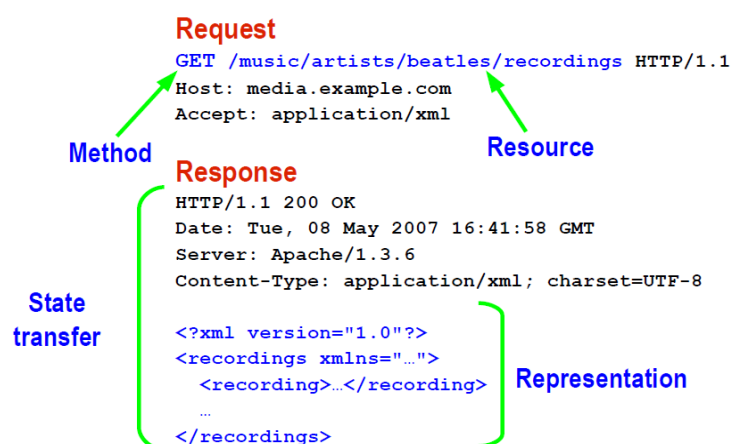 Request
GET /music/artists/beatles/recordings HTTP/1.1
Host: media.example.com
Accept: application/xml
Method
Resource
Response
HTTP/1.1 200 OK
Date: Tue, 08 May 2007 16:41:58 GMT
Server: Apache/1.3.6
Content-Type: application/xml; charset=UTF-8
State
transfer
<?xml version="1.0"?>
<recordings xmlns="…">
<recording>…</recording>
…
</recordings>
Representation